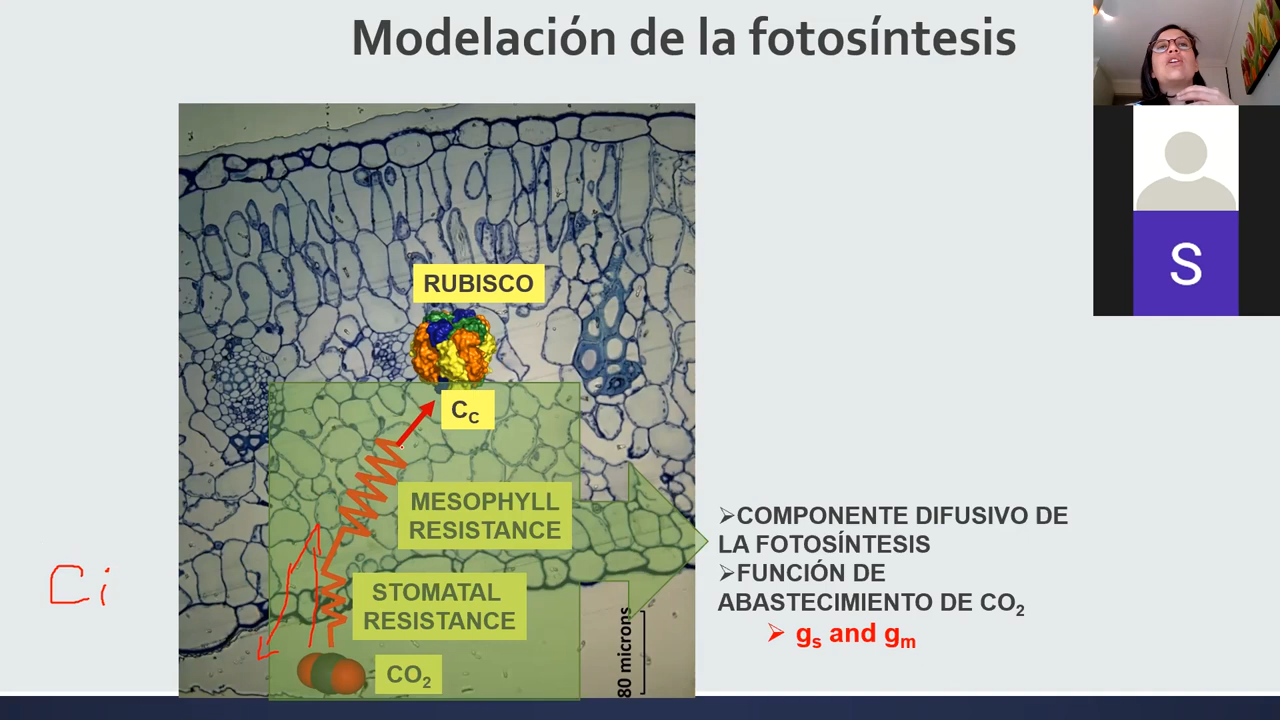 Modelación de la fotosíntesis
S
RUBISCO
Cc
MESOPHYLL
RESISTANCE
STOMATAL
RESISTANCE
CO₂
80 microns
Ci
➢COMPONENTE DIFUSIVO DE
LA FOTOSÍNTESIS
➢FUNCIÓN DE
ABASTECIMIENTO DE CO₂
➢ gs and gm